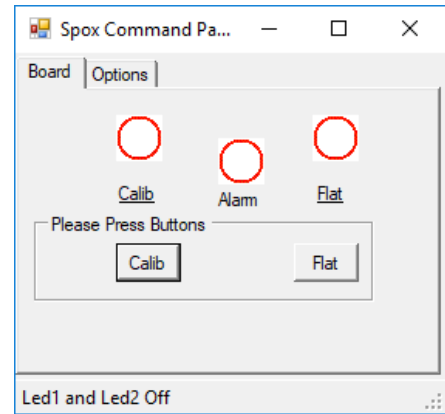 Spox Command Pa...
Board Options
Calib Alarm Flat
Please Press Buttons
Calib Flat
Led1 and Led2 Off